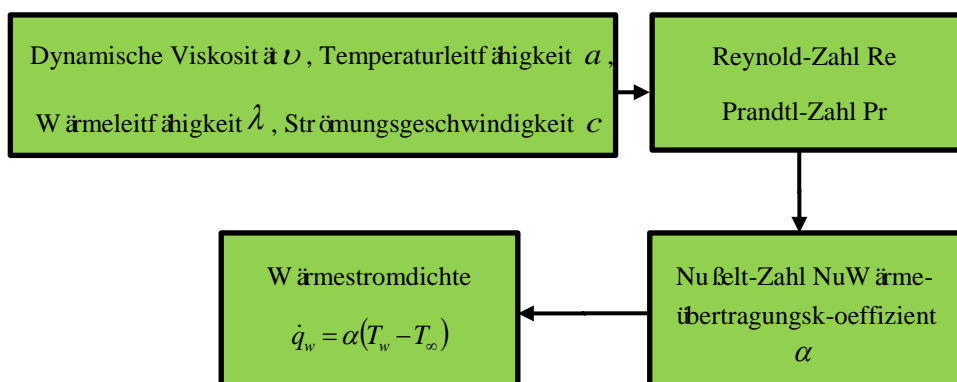 Dynamische Viskosität υ, Temperaturleitfähigkeit a,
Wärmeleitfähigkeit λ, Strömungsgeschwindigkeit c
Reynold-Zahl Re
Prandtl-Zahl Pr
Nußelt-Zahl NuWärme-
übertragungsk-oeffizient
α
Wärmestromdichte
q̇_w = α(T_w − T_∞)